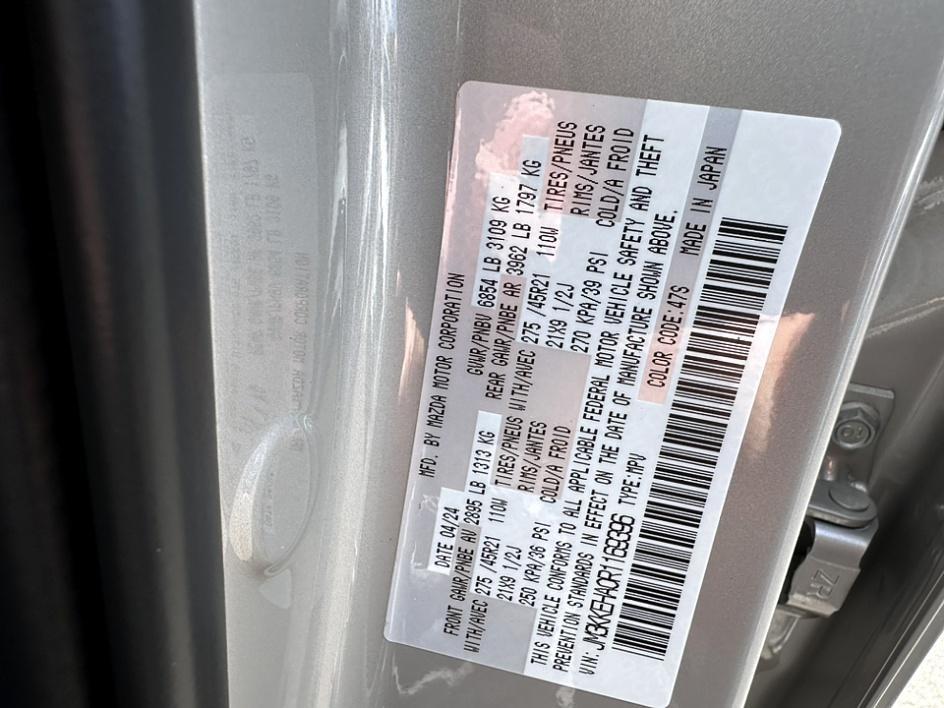 MFD. BY MAZDA MOTOR CORPORATION
DATE 04/24 GVWR/PNBV 6854 LB 3109 KG
FRONT GAWR/PNBE AV 2895 LB 1313 KG REAR GAWR/PNBE AR 3962 LB 1797 KG
WITH/AVEC 275 /45R21 110W TIRES/PNEUS WITH/AVEC 275 /45R21 110W TIRES/PNEUS
21X9 1/2J RIMS/JANTES 21X9 1/2J RIMS/JANTES
250 KPA/36 PSI COLD/A FROID 270 KPA/39 PSI COLD/A FROID
THIS VEHICLE CONFORMS TO ALL APPLICABLE FEDERAL MOTOR VEHICLE SAFETY AND THEFT
PREVENTION STANDARDS IN EFFECT ON THE DATE OF MANUFACTURE SHOWN ABOVE.
VIN: JM3KKEHA0R1169396 TYPE:MPV COLOR CODE:47S MADE IN JAPAN
ZR